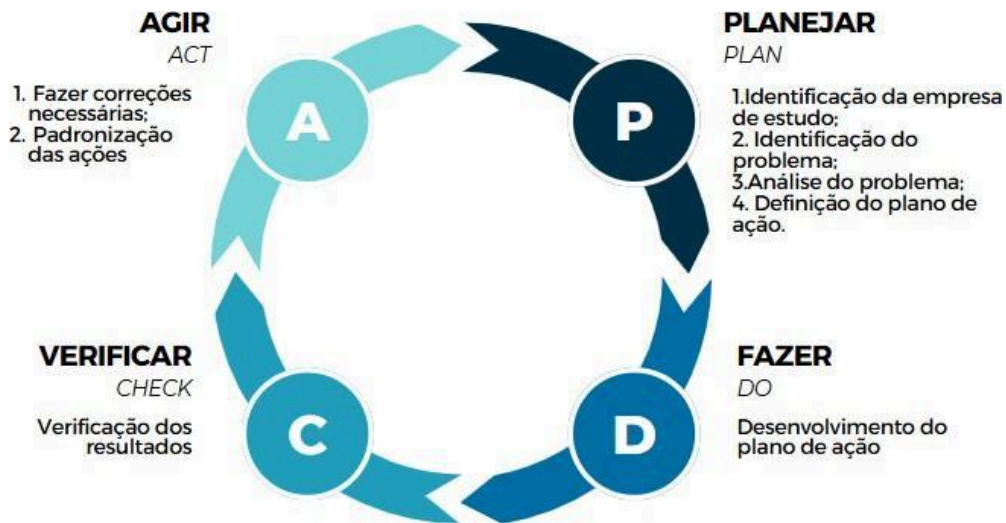 AGIR
ACT
1. Fazer correções
necessárias;
2. Padronização
das ações
A
PLANEJAR
PLAN
1.Identificação da empresa
de estudo;
2. Identificação do
problema;
3.Análise do problema;
4. Definição do plano de
ação.
P
VERIFICAR
CHECK
Verificação dos
resultados
C
FAZER
DO
Desenvolvimento do
plano de ação
D